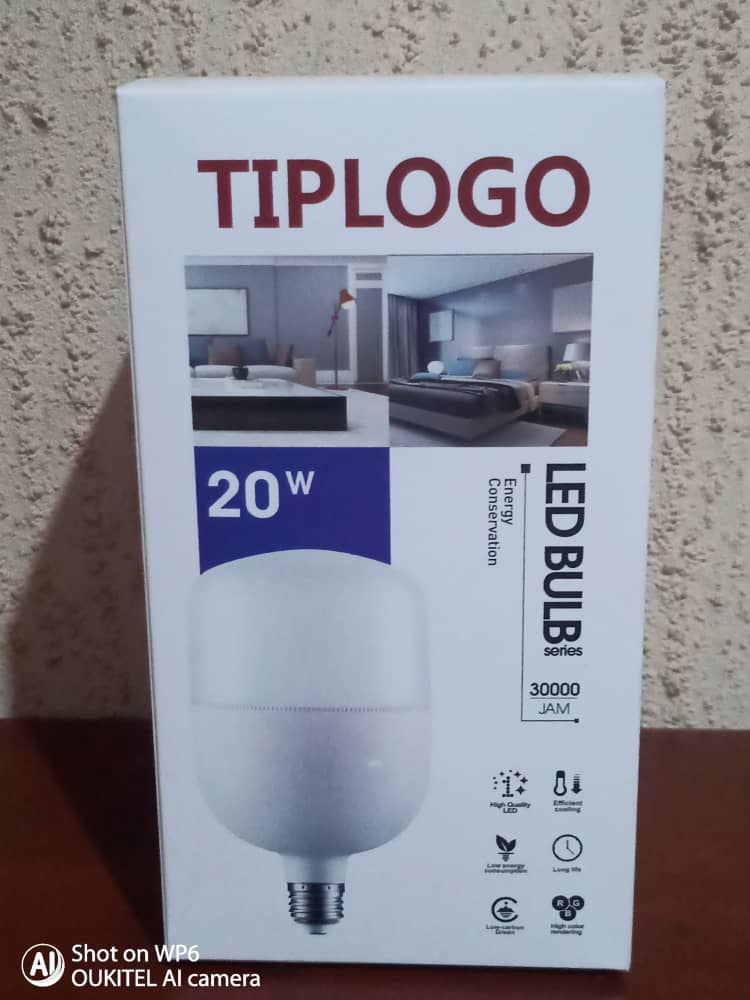 TIPLOGO
20W
LED BULB
series
Energy
Conservation
30000
JAM
High Quality
LED
Efficient
cooling
Low energy
consumption
Long life
Low-carbon
Green
R G
B
High color
rendering
AI
Shot on WP6
OUKITEL AI camera